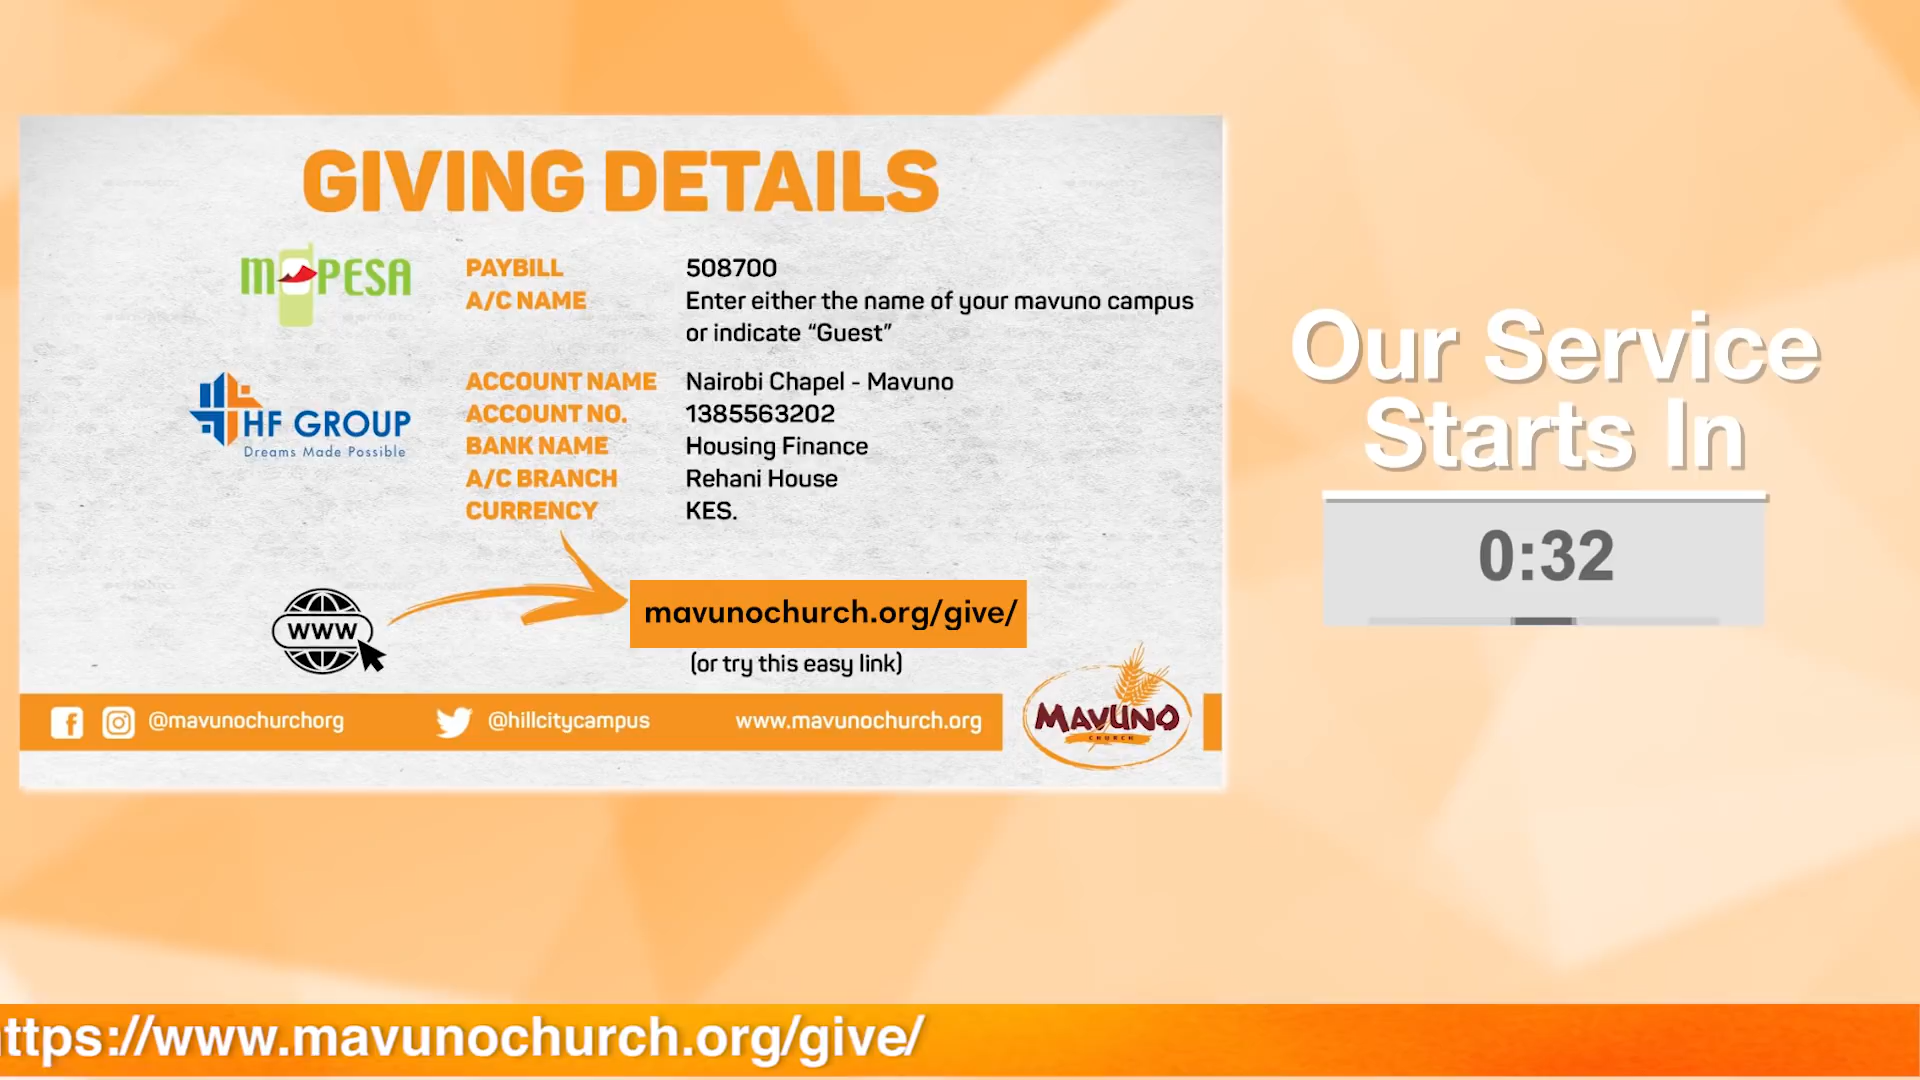 GIVING DETAILS
M PESA
PAYBILL 508700
A/C NAME Enter either the name of your mavuno campus
or indicate “Guest”
HF GROUP
Dreams Made Possible
ACCOUNT NAME Nairobi Chapel - Mavuno
ACCOUNT NO. 1385563202
BANK NAME Housing Finance
A/C BRANCH Rehani House
CURRENCY KES.
www
mavunochurch.org/give/
(or try this easy link)
@mavunochurchorg @hillcitycampus www.mavunochurch.org
MAVUNO
CHURCH
Our Service
Starts In
0:32
ttps://www.mavunochurch.org/give/